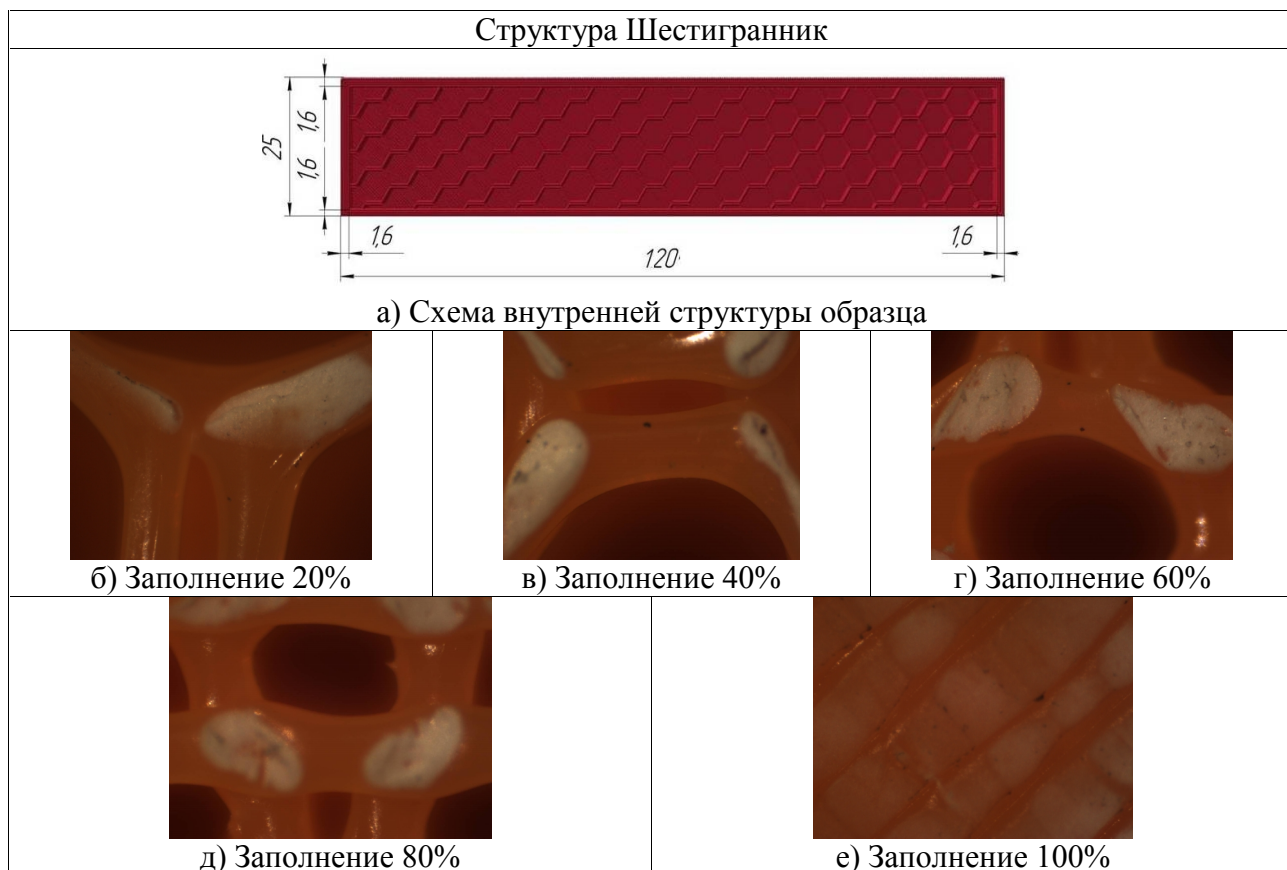 Структура Шестигранник
25
1,6
1,6
1,6
1,6
120
а) Схема внутренней структуры образца
б) Заполнение 20%
в) Заполнение 40%
г) Заполнение 60%
д) Заполнение 80%
е) Заполнение 100%